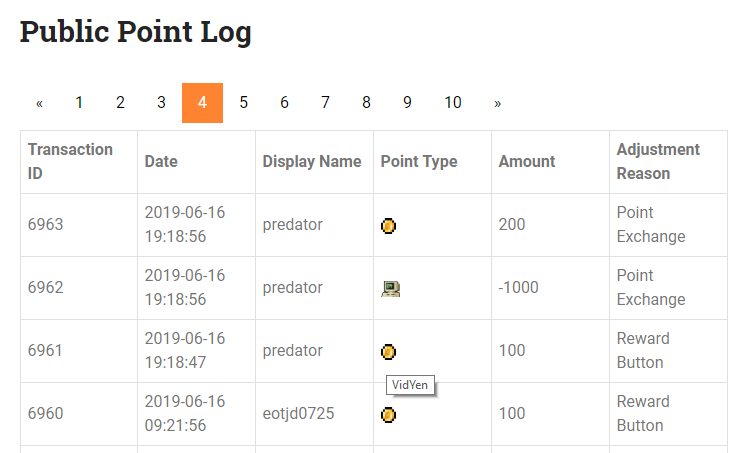 Public Point Log
« 1 2 3 4 5 6 7 8 9 10 »
Transaction ID Date Display Name Point Type Amount Adjustment Reason
6963 2019-06-16 19:18:56 predator 200 Point Exchange
6962 2019-06-16 19:18:56 predator -1000 Point Exchange
6961 2019-06-16 19:18:47 predator 100 Reward Button
VidYen
6960 2019-06-16 09:21:56 eotjd0725 100 Reward Button